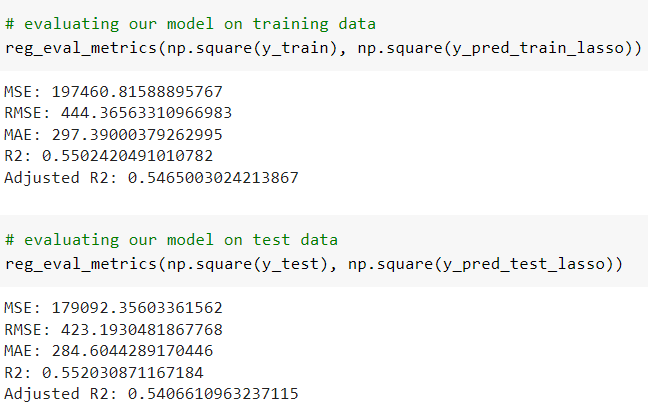 # evaluating our model on training data
reg_eval_metrics(np.square(y_train), np.square(y_pred_train_lasso))
MSE: 197460.81588895767
RMSE: 444.36563310966983
MAE: 297.39000379262995
R2: 0.5502420491010782
Adjusted R2: 0.5465003024213867
# evaluating our model on test data
reg_eval_metrics(np.square(y_test), np.square(y_pred_test_lasso))
MSE: 179092.35603361562
RMSE: 423.1930481867768
MAE: 284.6044289170446
R2: 0.552030871167184
Adjusted R2: 0.5406610963237115